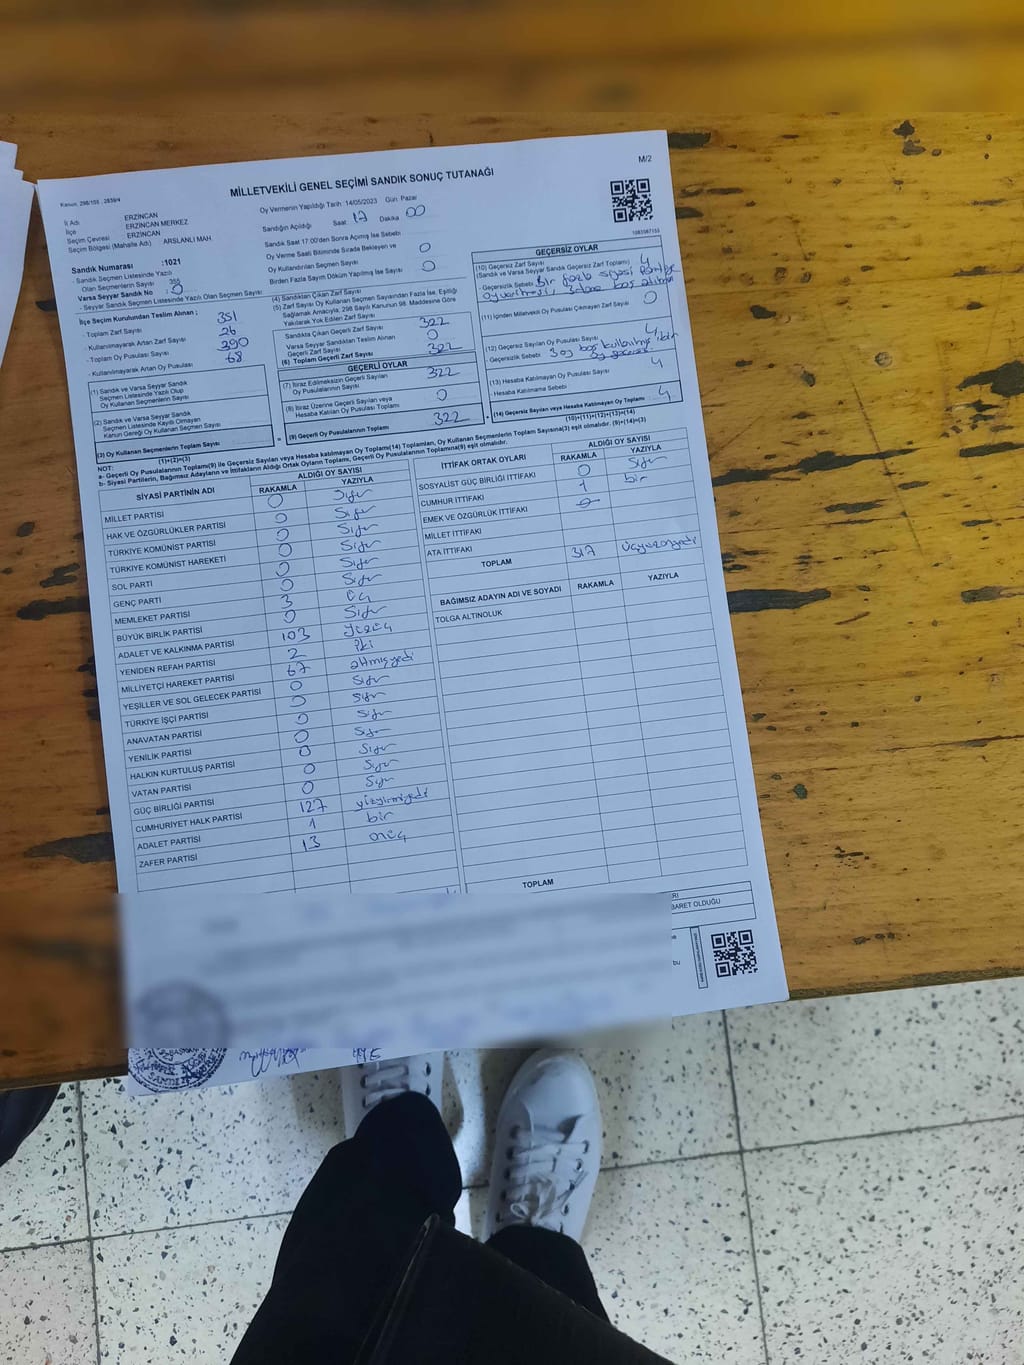 M/2
Kanun: 298/105 , 2839/4
MİLLETVEKİLİ GENEL SEÇİMİ SANDIK SONUÇ TUTANAĞI
İl Adı ERZİNCAN
İlçe ERZİNCAN MERKEZ
Seçim Çevresi ERZİNCAN
Seçim Bölgesi (Mahalle Adı) ARSLANLI MAH.
Oy Vermenin Yapıldığı Tarih: 14/05/2023 Gün: Pazar
Sandığın Açıldığı Saat 17 Dakika 00
Sandık Saat 17:00'den Sonra Açılmış İse Sebebi
Oy Verme Saati Bitiminde Sırada Bekleyen ve
Oy Kullandırılan Seçmen Sayısı 0
Birden Fazla Sayım Döküm Yapılmış İse Sayısı 0
Sandık Numarası :1021
- Sandık Seçmen Listesinde Yazılı
Olan Seçmenlerin Sayısı 355
Varsa Seyyar Sandık No : 0
- Seyyar Sandık Seçmen Listesinde Yazılı Olan Seçmen Sayısı
İlçe Seçim Kurulundan Teslim Alınan ;
- Toplam Zarf Sayısı 351
- Kullanılmayarak Artan Zarf Sayısı 26
- Toplam Oy Pusulası Sayısı 390
- Kullanılmayarak Artan Oy Pusulası 68
(1) Sandık ve Varsa Seyyar Sandık
Seçmen Listesinde Yazılı Olup
Oy Kullanan Seçmenlerin Sayısı
(2) Sandık ve Varsa Seyyar Sandık
Seçmen Listesinde Kayıtlı Olmayan
Kanun Gereği Oy Kullanan Seçmen Sayısı
(3) Oy Kullanan Seçmenlerin Toplam Sayısı
(1)+(2)=(3)
(4) Sandıktan Çıkan Zarf Sayısı
(5) Zarf Sayısı Oy Kullanan Seçmen Sayısından Fazla İse, Eşitliği
Sağlamak Amacıyla, 298 Sayılı Kanunun 98. Maddesine Göre
Yakılarak Yok Edilen Zarf Sayısı
Sandıkta Çıkan Geçerli Zarf Sayısı 322
Varsa Seyyar Sandıktan Teslim Alınan
Geçerli Zarf Sayısı 0
(6) Toplam Geçerli Zarf Sayısı 322
GEÇERLİ OYLAR
(7) İtiraz Edilmeksizin Geçerli Sayılan
Oy Pusulalarının Sayısı 322
(8) İtiraz Üzerine Geçerli Sayılan veya
Hesaba Katılan Oy Pusulası Toplamı 0
(9) Geçerli Oy Pusulalarının Toplamı 322
GEÇERSİZ OYLAR
(10) Geçersiz Zarf Sayısı
(Sandık ve Varsa Seyyar Sandık Geçersiz Zarf Toplamı) 4
- Geçersizlik Sebebi Bir fazla siyasi partiye
oy verilmesi, 3 tane boş atılması
(11) İçinden Milletvekili Oy Pusulası Çıkmayan Zarf Sayısı 0
(12) Geçersiz Sayılan Oy Pusulası Sayısı 4
- Geçersizlik Sebebi 3 oy boş kullanılmış
(13) Hesaba Katılmayan Oy Pusulası Sayısı 4
- Hesaba Katılmama Sebebi
(14) Geçersiz Sayılan veya Hesaba Katılmayan Oy Toplamı 4
(10)+(11)+(12)+(13)=(14)
NOT:
a- Geçerli Oy Pusulalarının Toplamı(9) ile Geçersiz Sayılan veya Hesaba katılmayan Oy Toplamı(14) Toplamları, Oy Kullanan Seçmenlerin Toplam Sayısına(3) eşit olmalıdır. (9)+(14)=(3)
b- Siyasi Partilerin, Bağımsız Adayların ve İttifakların Aldığı Ortak Oyların Toplamı, Geçerli Oy Pusulalarının Toplamına(9) eşit olmalıdır.
SİYASİ PARTİNİN ADI ALDIĞI OY SAYISI
RAKAMLA YAZIYLA
MİLLET PARTİSİ 0 Sıfır
HAK VE ÖZGÜRLÜKLER PARTİSİ 0 Sıfır
TÜRKİYE KOMÜNİST PARTİSİ 0 Sıfır
TÜRKİYE KOMÜNİST HAREKETİ 0 Sıfır
SOL PARTİ 0 Sıfır
GENÇ PARTİ 0 Sıfır
MEMLEKET PARTİSİ 3 üç
BÜYÜK BİRLİK PARTİSİ 0 Sıfır
ADALET VE KALKINMA PARTİSİ 103 yüzüç
YENİDEN REFAH PARTİSİ 2 iki
MİLLİYETÇİ HAREKET PARTİSİ 67 altmışyedi
YEŞİLLER VE SOL GELECEK PARTİSİ 0 Sıfır
TÜRKİYE İŞÇİ PARTİSİ 0 Sıfır
ANAVATAN PARTİSİ 0 Sıfır
YENİLİK PARTİSİ 0 Sıfır
HALKIN KURTULUŞ PARTİSİ 0 Sıfır
VATAN PARTİSİ 0 Sıfır
GÜÇ BİRLİĞİ PARTİSİ 0 Sıfır
CUMHURİYET HALK PARTİSİ 127 yüzyirmiyedi
ADALET PARTİSİ 1 bir
ZAFER PARTİSİ 13 onüç
İTTİFAK ORTAK OYLARI ALDIĞI OY SAYISI
RAKAMLA YAZIYLA
SOSYALİST GÜÇ BİRLİĞİ İTTİFAKI 0 Sıfır
CUMHUR İTTİFAKI 1 bir
EMEK VE ÖZGÜRLÜK İTTİFAKI 0
MİLLET İTTİFAKI
ATA İTTİFAKI
TOPLAM 317 üçyüzonyedi
BAĞIMSIZ ADAYIN ADI VE SOYADI RAKAMLA YAZIYLA
TOLGA ALTINOLUK
TOPLAM
BARET OLDUĞU
bu
SANDIK